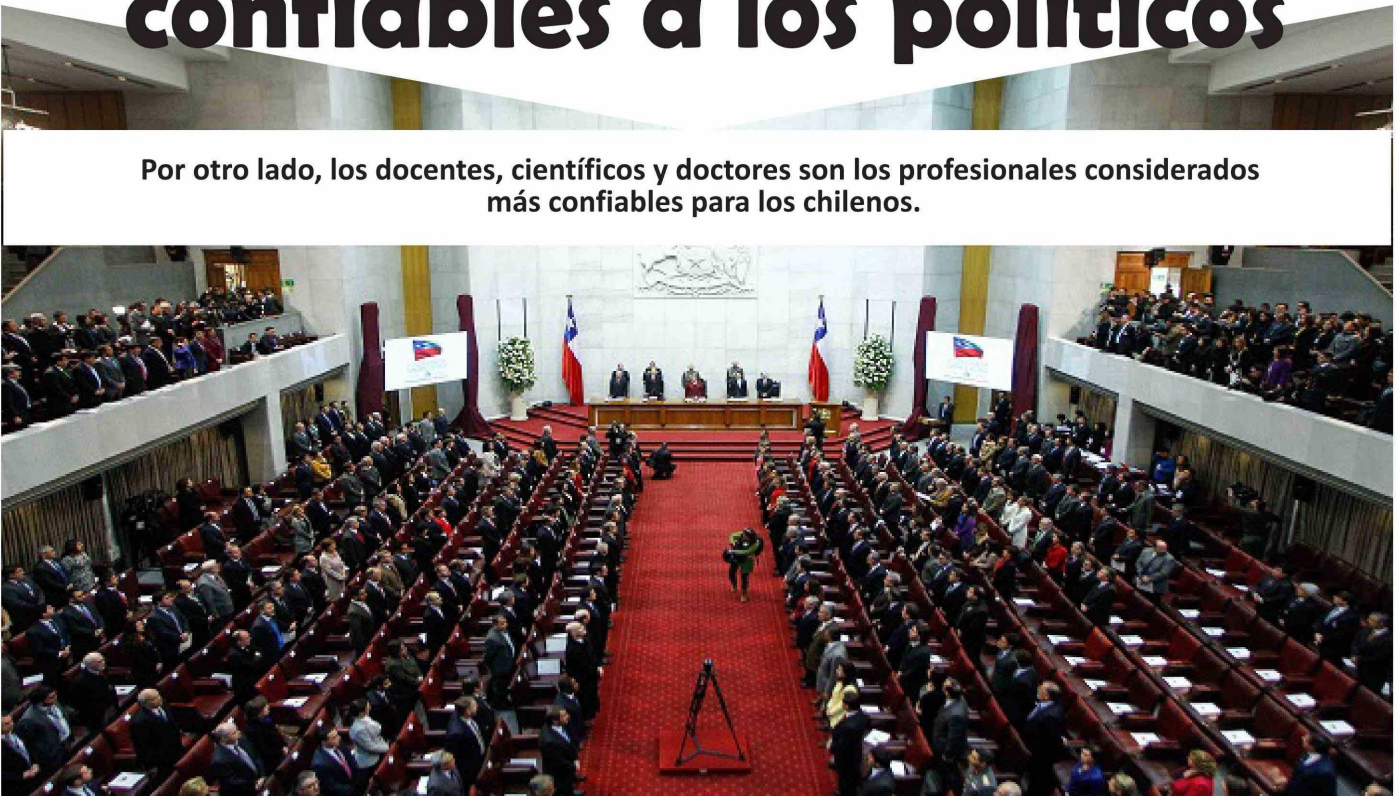 confiables a los políticos
Por otro lado, los docentes, científicos y doctores son los profesionales considerados
más confiables para los chilenos.